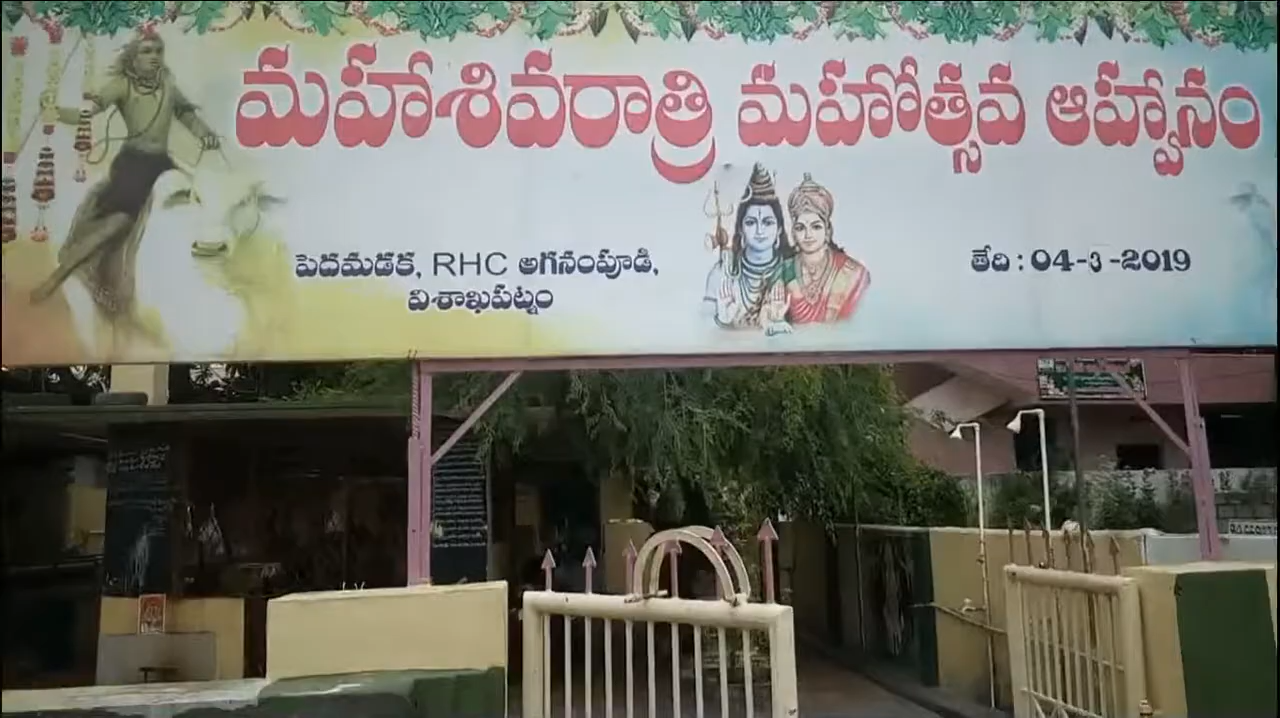 మహాశివరాత్రి మహోత్సవ ఆహ్వానం
పెదమడక, RHC అగనంపూడి,
విశాఖపట్నం
తేది : 04-3-2019